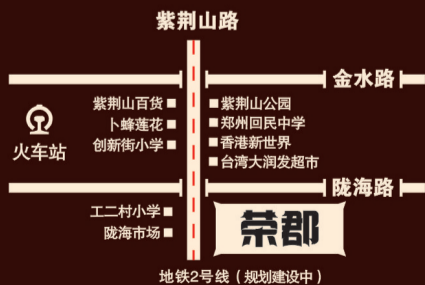 紫荆山路
金水路
紫荆山百货
卜蜂莲花
创新街小学
火车站
紫荆山公园
郑州回民中学
香港新世界
台湾大润发超市
陇海路
工二村小学
陇海市场
荣郡
地铁2号线（规划建设中）